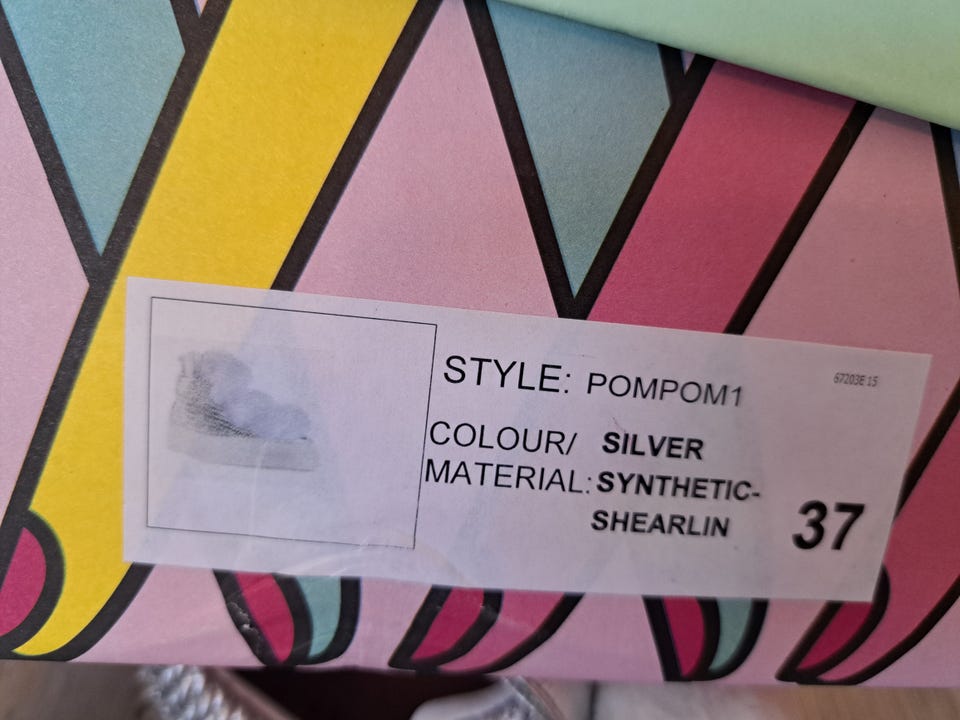 STYLE: POMPOM1
67203E 15
COLOUR/ SILVER
MATERIAL: SYNTHETIC-
SHEARLIN
37